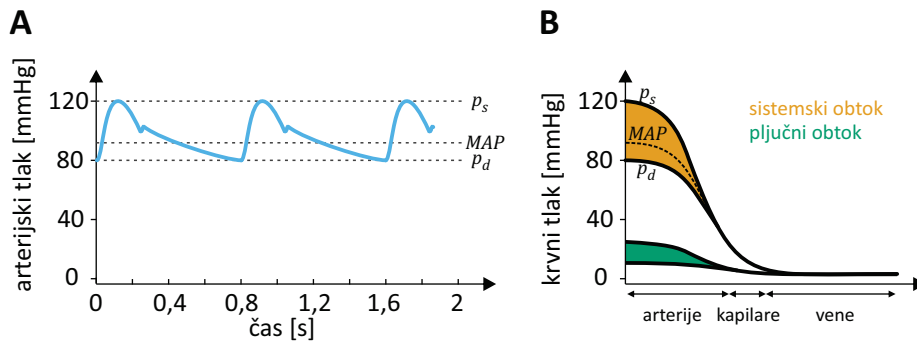 A
arterijski tlak [mmHg]
120
80
40
0
p_s
MAP
p_d
0 0,4 0,8 1,2 1,6 2
čas [s]
B
krvni tlak [mmHg]
120
80
40
0
p_s
MAP
p_d
sistemski obtok
pljučni obtok
arterije kapilare vene